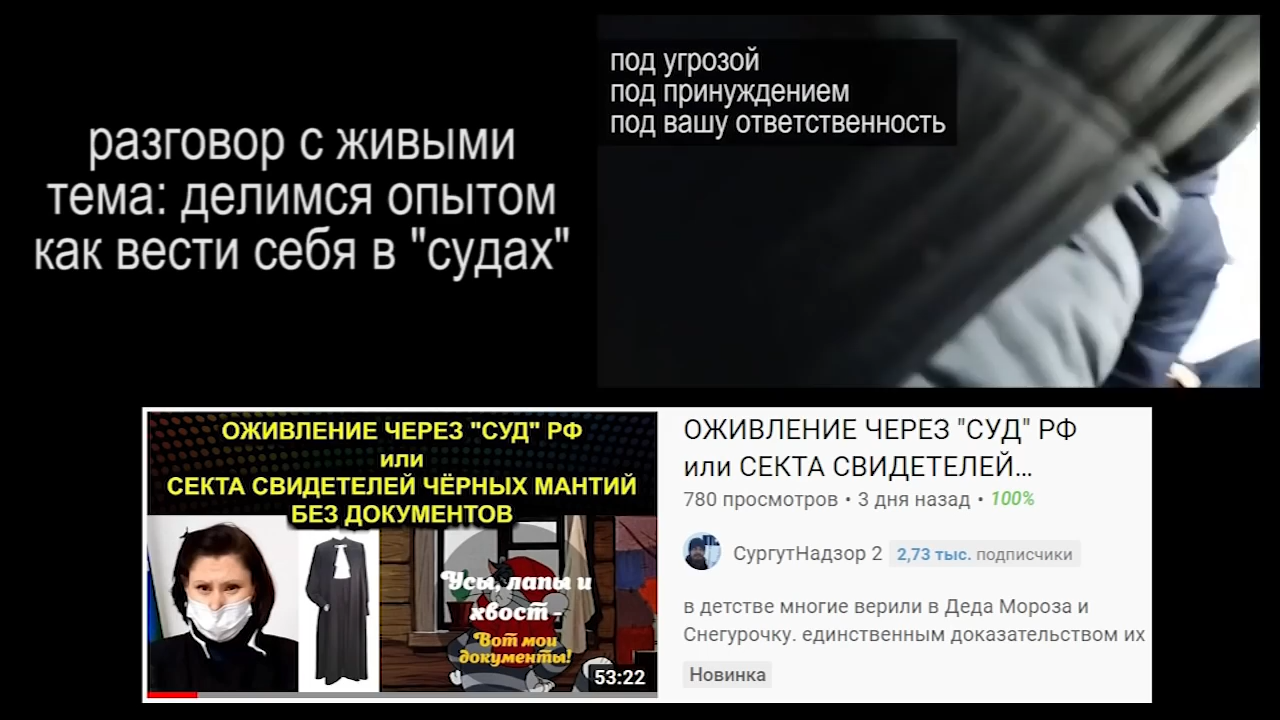 разговор с живыми
тема: делимся опытом
как вести себя в "судах"
под угрозой
под принуждением
под вашу ответственность
ОЖИВЛЕНИЕ ЧЕРЕЗ "СУД" РФ
или
СЕКТА СВИДЕТЕЛЕЙ ЧЁРНЫХ МАНТИЙ
БЕЗ ДОКУМЕНТОВ
Усы, лапы и
хвост -
Вот мои
документы!
53:22
ОЖИВЛЕНИЕ ЧЕРЕЗ "СУД" РФ
или СЕКТА СВИДЕТЕЛЕЙ...
780 просмотров • 3 дня назад • 100%
СургутНадзор 2 2,73 тыс. подписчики
в детстве многие верили в Деда Мороза и
Снегурочку. единственным доказательством их
Новинка